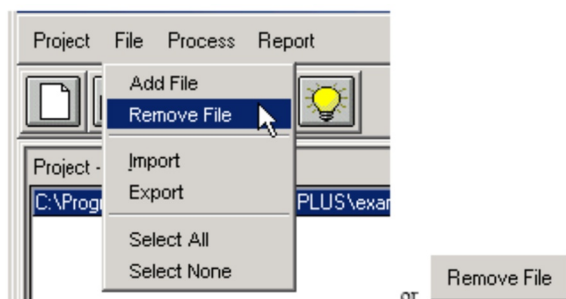 Project File Process Report
Add File
Remove File
Project -
Import
C:\Progr PLUS\exar
Export
Select All
Select None
or Remove File